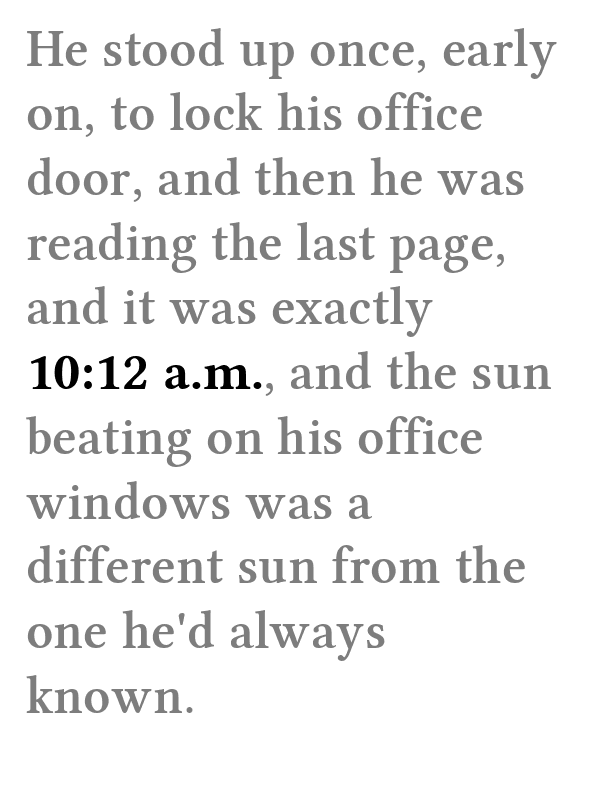 He stood up once, early
on, to lock his office
door, and then he was
reading the last page,
and it was exactly
10:12 a.m., and the sun
beating on his office
windows was a
different sun from the
one he'd always
known.